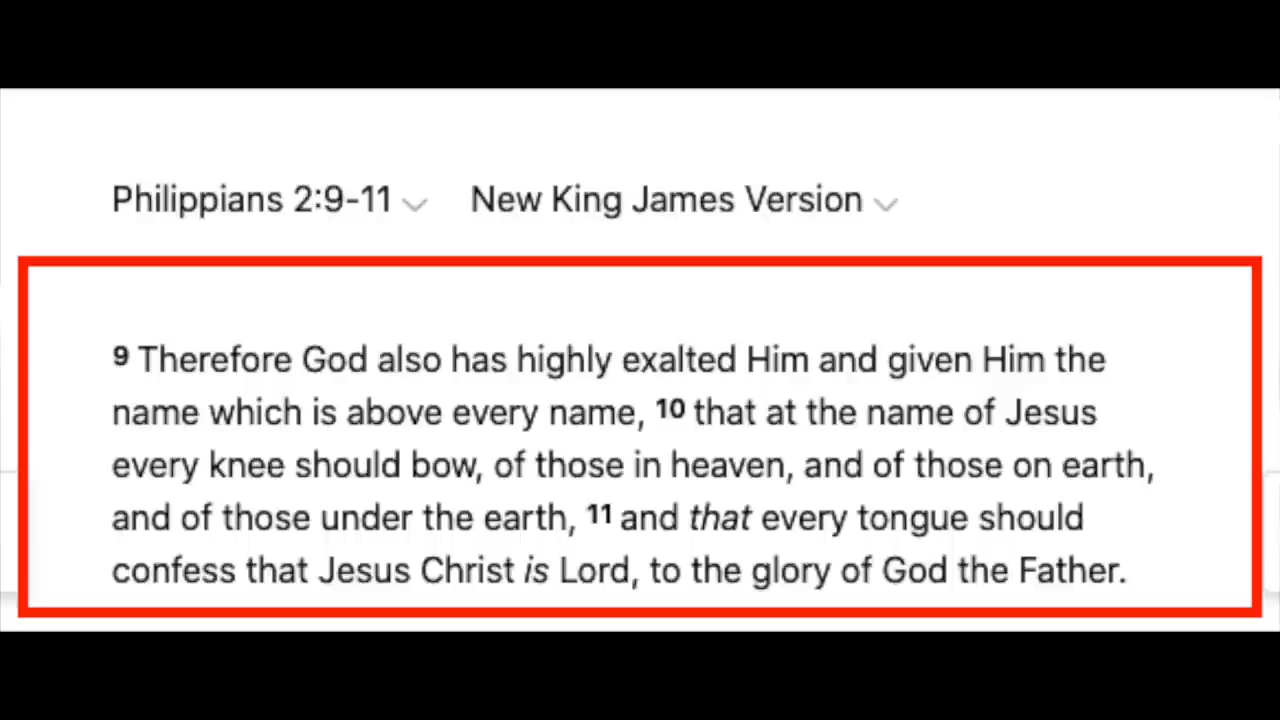 Philippians 2:9-11 New King James Version
9 Therefore God also has highly exalted Him and given Him the
name which is above every name, 10 that at the name of Jesus
every knee should bow, of those in heaven, and of those on earth,
and of those under the earth, 11 and that every tongue should
confess that Jesus Christ is Lord, to the glory of God the Father.